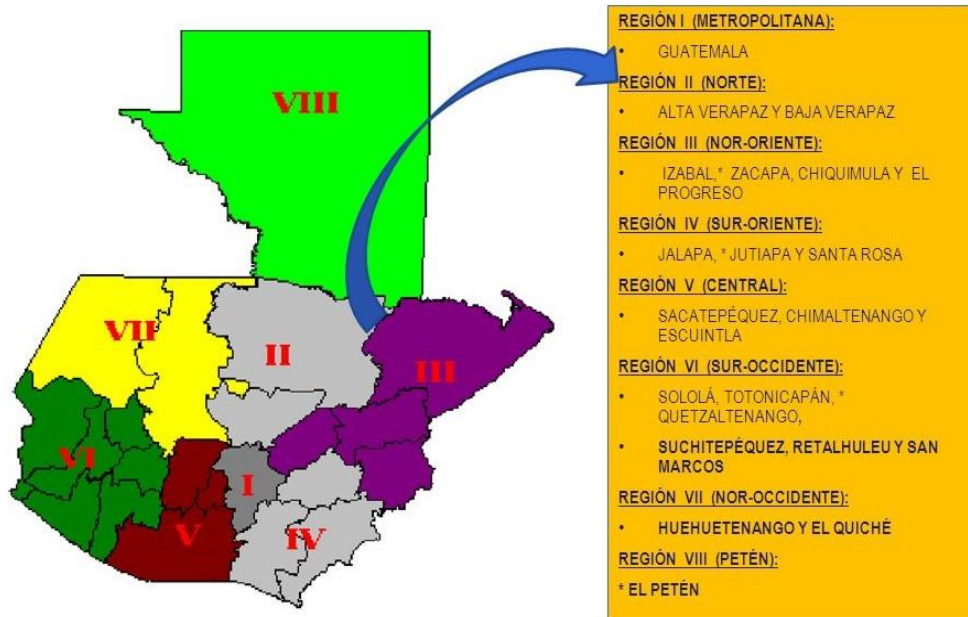 VIII
VII
II
III
VI
I
V
IV
REGIÓN I (METROPOLITANA):
• GUATEMALA
REGIÓN II (NORTE):
• ALTA VERAPAZ Y BAJA VERAPAZ
REGIÓN III (NOR-ORIENTE):
• IZABAL,* ZACAPA, CHIQUIMULA Y EL
PROGRESO
REGIÓN IV (SUR-ORIENTE):
• JALAPA, * JUTIAPA Y SANTA ROSA
REGIÓN V (CENTRAL):
• SACATEPÉQUEZ, CHIMALTENANGO Y
ESCUINTLA
REGIÓN VI (SUR-OCCIDENTE):
• SOLOLÁ, TOTONICAPÁN, *
QUETZALTENANGO,
• SUCHITEPÉQUEZ, RETALHULEU Y SAN
MARCOS
REGIÓN VII (NOR-OCCIDENTE):
• HUEHUETENANGO Y EL QUICHÉ
REGIÓN VIII (PETÉN):
* EL PETÉN